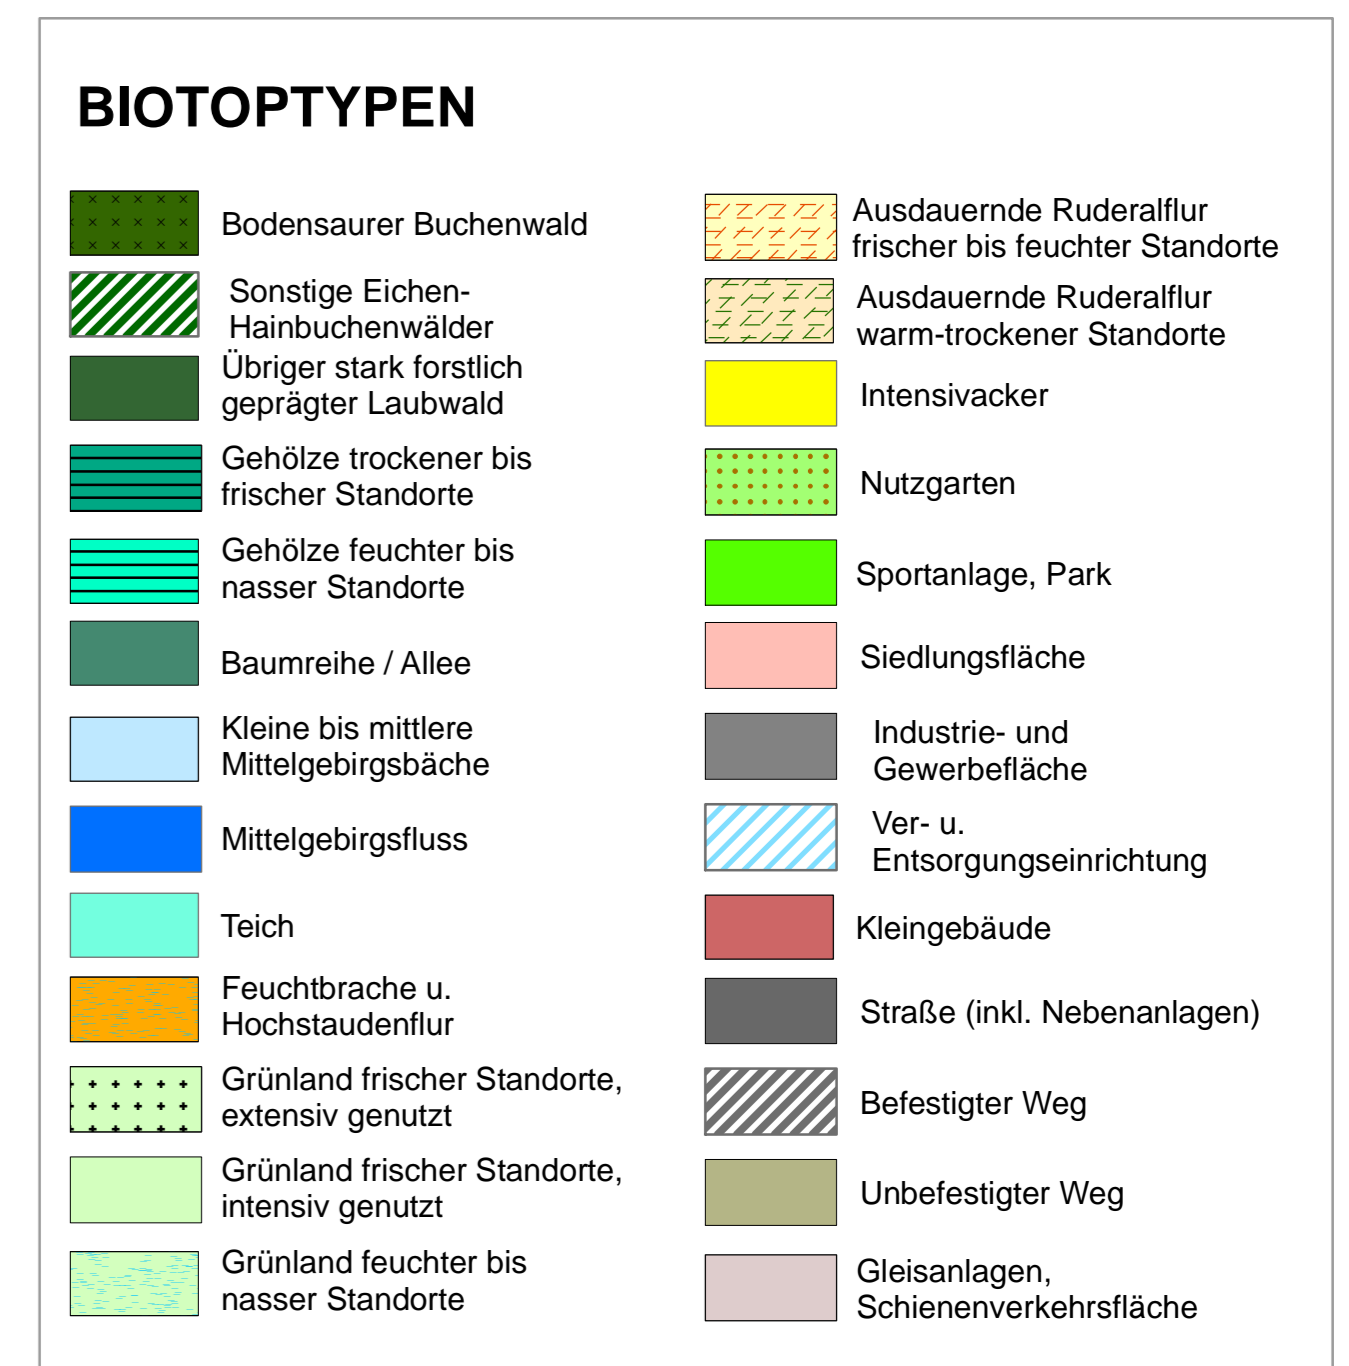 BIOTOPTYPEN
Bodensaurer Buchenwald
Sonstige Eichen-
Hainbuchenwälder
Übriger stark forstlich
geprägter Laubwald
Gehölze trockener bis
frischer Standorte
Gehölze feuchter bis
nasser Standorte
Baumreihe / Allee
Kleine bis mittlere
Mittelgebirgsbäche
Mittelgebirgsfluss
Teich
Feuchtbrache u.
Hochstaudenflur
Grünland frischer Standorte,
extensiv genutzt
Grünland frischer Standorte,
intensiv genutzt
Grünland feuchter bis
nasser Standorte
Ausdauernde Ruderalflur
frischer bis feuchter Standorte
Ausdauernde Ruderalflur
warm-trockener Standorte
Intensivacker
Nutzgarten
Sportanlage, Park
Siedlungsfläche
Industrie- und
Gewerbefläche
Ver- u.
Entsorgungseinrichtung
Kleingebäude
Straße (inkl. Nebenanlagen)
Befestigter Weg
Unbefestigter Weg
Gleisanlagen,
Schienenverkehrsfläche